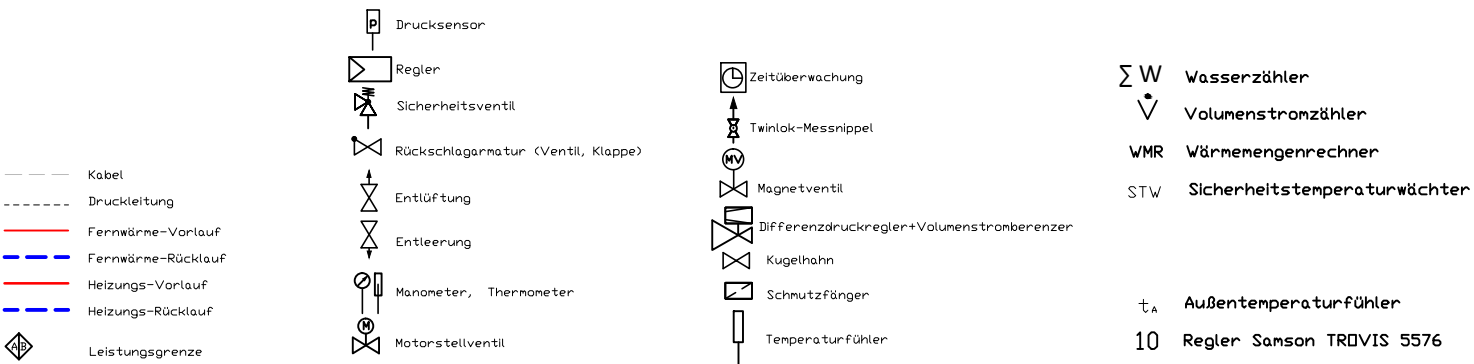 Kabel
Druckleitung
Fernwärme-Vorlauf
Fernwärme-Rücklauf
Heizungs-Vorlauf
Heizungs-Rücklauf
A B Leistungsgrenze
P Drucksensor
Regler
Sicherheitsventil
Rückschlagarmatur (Ventil, Klappe)
Entlüftung
Entleerung
Manometer, Thermometer
M Motorstellventil
Zeitüberwachung
Twinlok-Messnippel
MV
Magnetventil
Differenzdruckregler+Volumenstromberenzer
Kugelhahn
Schmutzfänger
Temperaturfühler
∑ W Wasserzähler
V̇ Volumenstromzähler
WMR Wärmemengenrechner
STW Sicherheitstemperaturwächter
tA Außentemperaturfühler
10 Regler Samson TROVIS 5576